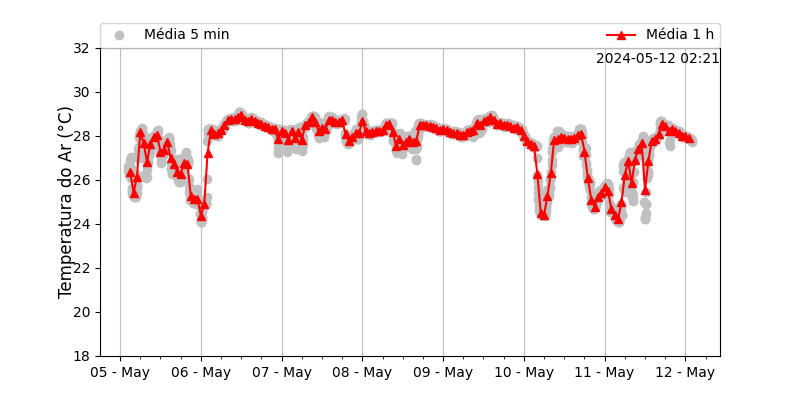 Média 5 min
Média 1 h
2024-05-12 02:21
Temperatura do Ar (°C)
32
30
28
26
24
22
20
18
05 - May
06 - May
07 - May
08 - May
09 - May
10 - May
11 - May
12 - May